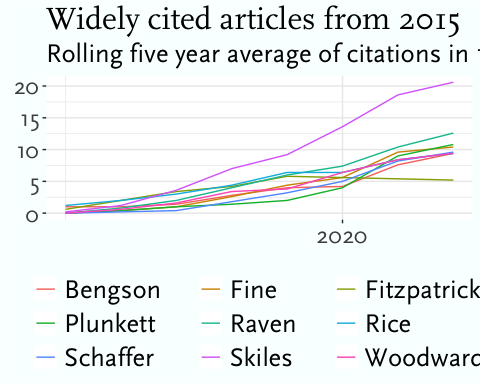 Widely cited articles from 2015
Rolling five year average of citations in
20
15
10
5
0
2020
Bengson Fine Fitzpatrick
Plunkett Raven Rice
Schaffer Skiles Woodward